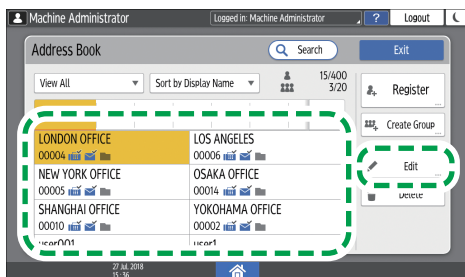 Machine Administrator
Logged in: Machine Administrator
?
Logout
Address Book
Search
Exit
View All
Sort by Display Name
15/400
3/20
Register
Create Group
Edit
Delete
LONDON OFFICE
00004
LOS ANGELES
00006
NEW YORK OFFICE
00005
OSAKA OFFICE
00014
SHANGHAI OFFICE
00010
YOKOHAMA OFFICE
00002
user001
user1
27 Jul. 2018
15:36